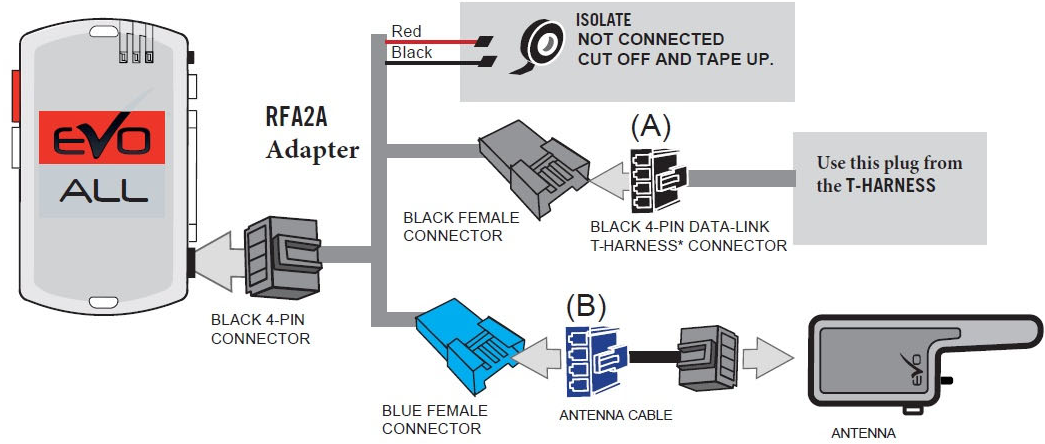 Red
Black
ISOLATE
NOT CONNECTED
CUT OFF AND TAPE UP.
EVO
ALL
RFA2A
Adapter
(A)
Use this plug from
the T-HARNESS
BLACK FEMALE
CONNECTOR
BLACK 4-PIN DATA-LINK
T-HARNESS* CONNECTOR
BLACK 4-PIN
CONNECTOR
(B)
EVO
BLUE FEMALE
CONNECTOR
ANTENNA CABLE
ANTENNA